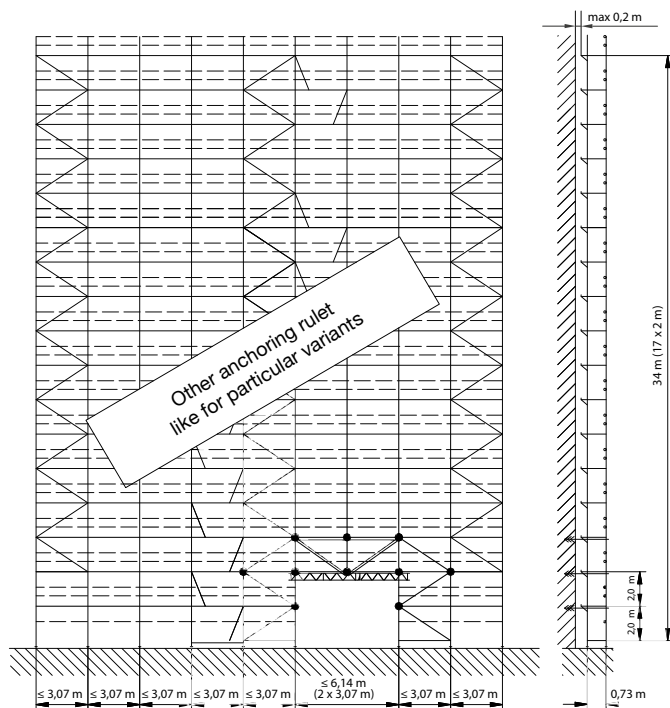 max 0,2 m
Other anchoring rulet
like for particular variants
34 m (17 x 2 m)
2,0 m
2,0 m
≤ 3,07 m
≤ 3,07 m
≤ 3,07 m
≤ 3,07 m
≤ 3,07 m
≤ 6,14 m
(2 x 3,07 m)
≤ 3,07 m
≤ 3,07 m
0,73 m